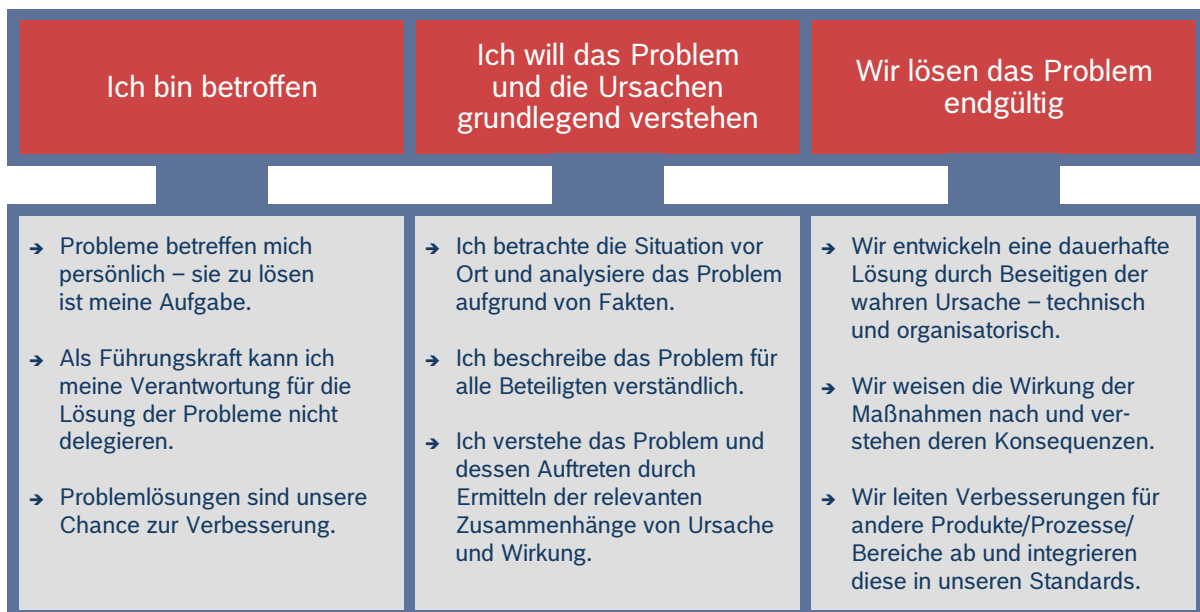 Ich bin betroffen
Ich will das Problem
und die Ursachen
grundlegend verstehen
Wir lösen das Problem
endgültig
➔ Probleme betreffen mich
persönlich – sie zu lösen
ist meine Aufgabe.
➔ Als Führungskraft kann ich
meine Verantwortung für die
Lösung der Probleme nicht
delegieren.
➔ Problemlösungen sind unsere
Chance zur Verbesserung.
➔ Ich betrachte die Situation vor
Ort und analysiere das Problem
aufgrund von Fakten.
➔ Ich beschreibe das Problem für
alle Beteiligten verständlich.
➔ Ich verstehe das Problem und
dessen Auftreten durch
Ermitteln der relevanten
Zusammenhänge von Ursache
und Wirkung.
➔ Wir entwickeln eine dauerhafte
Lösung durch Beseitigen der
wahren Ursache – technisch
und organisatorisch.
➔ Wir weisen die Wirkung der
Maßnahmen nach und ver-
stehen deren Konsequenzen.
➔ Wir leiten Verbesserungen für
andere Produkte/Prozesse/
Bereiche ab und integrieren
diese in unseren Standards.